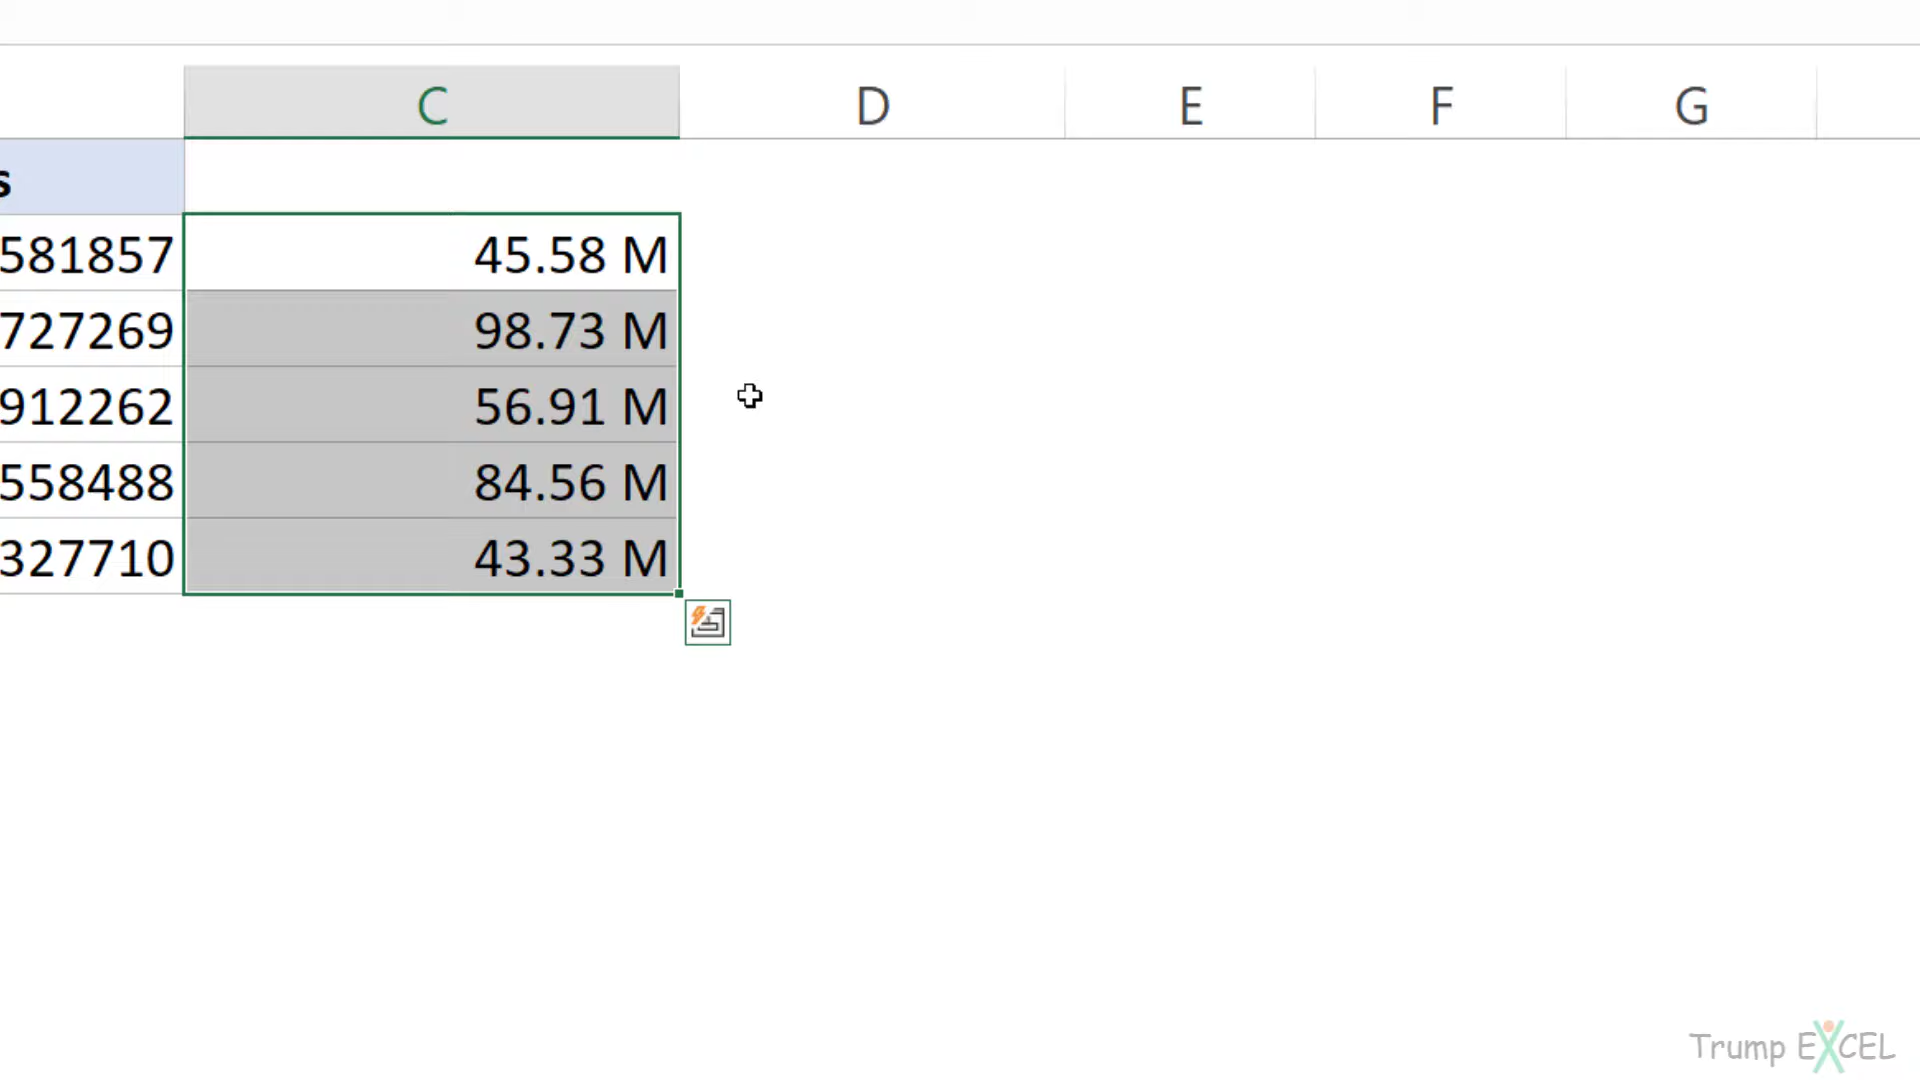 C D E F G
s
581857 45.58 M
727269 98.73 M
912262 56.91 M
558488 84.56 M
327710 43.33 M
Trump EXCEL